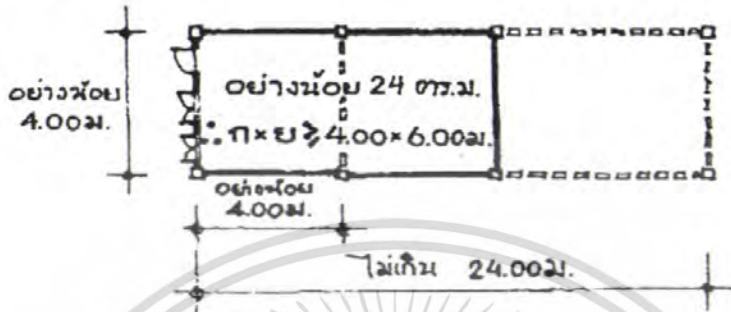 อย่างน้อย
4.00ม.
อย่างน้อย 24 ตร.ม.
∴ ก×ย ≥ 4.00×6.00ม.
อย่างน้อย
4.00ม.
ไม่เกิน 24.00ม.